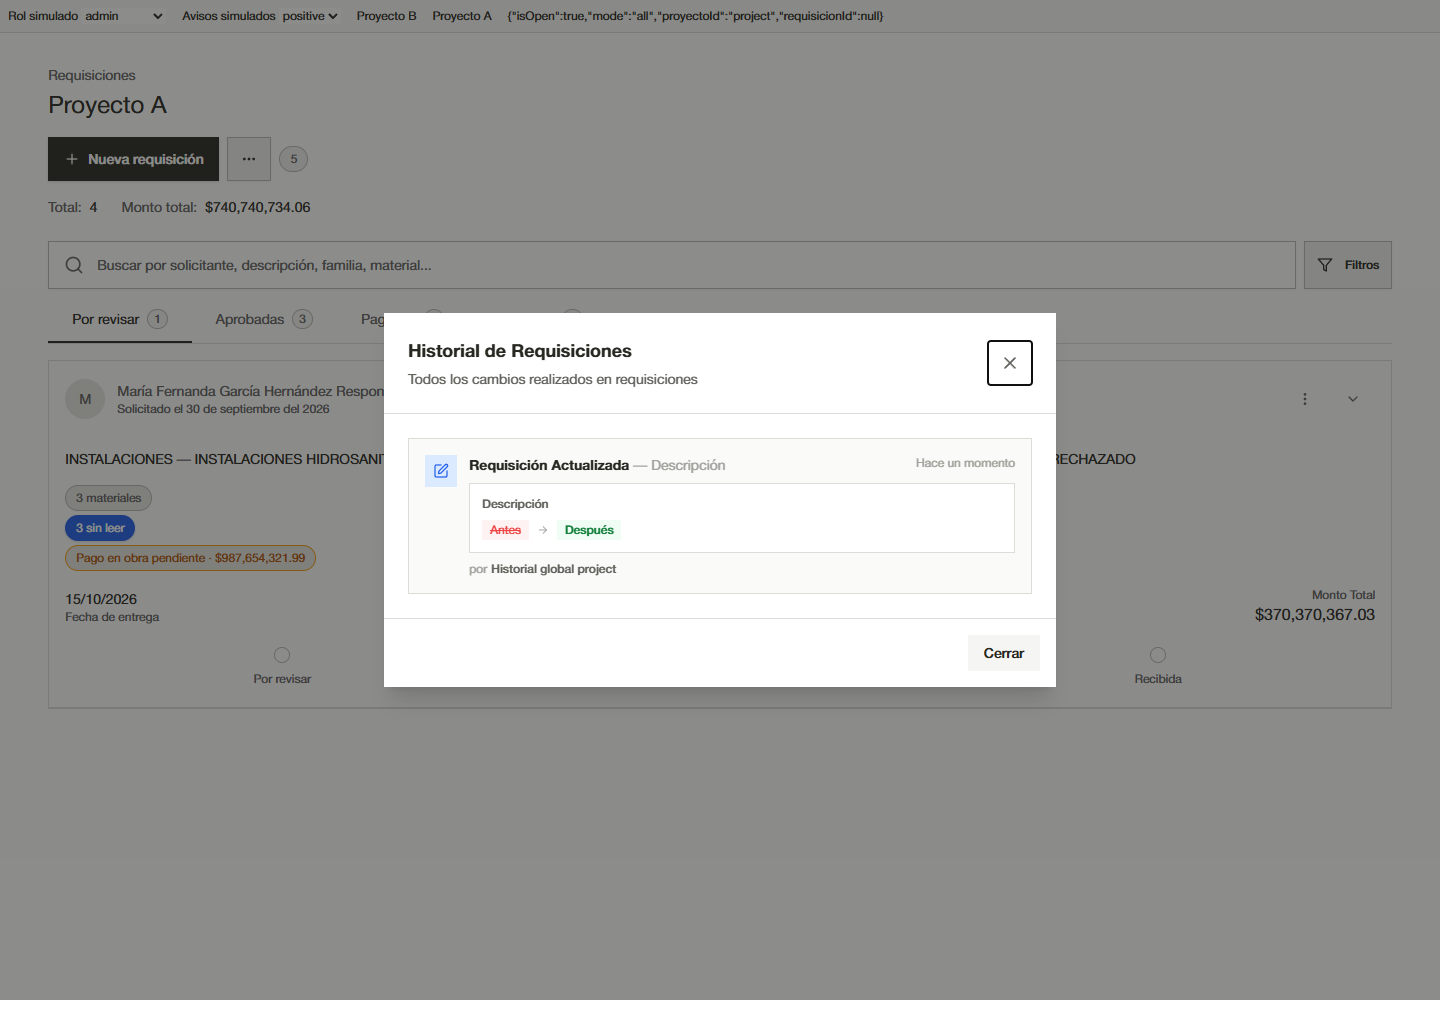 Rol simulado admin Avisos simulados positive Proyecto B Proyecto A {"isOpen":true,"mode":"all","proyectoId":"project","requisicionId":null}
Requisiciones
Proyecto A
+ Nueva requisición ... 5
Total: 4 Monto total: $740,740,734.06
Buscar por solicitante, descripción, familia, material...
Filtros
Por revisar 1 Aprobadas 3 Pag
Historial de Requisiciones
Todos los cambios realizados en requisiciones
M
María Fernanda García Hernández Respon
Solicitado el 30 de septiembre del 2026
INSTALACIONES — INSTALACIONES HIDROSANIT
RECHAZADO
3 materiales
3 sin leer
Pago en obra pendiente · $987,654,321.99
15/10/2026
Fecha de entrega
Monto Total
$370,370,367.03
Por revisar
Recibida
Requisición Actualizada — Descripción
Hace un momento
Descripción
Antes → Después
por Historial global project
Cerrar